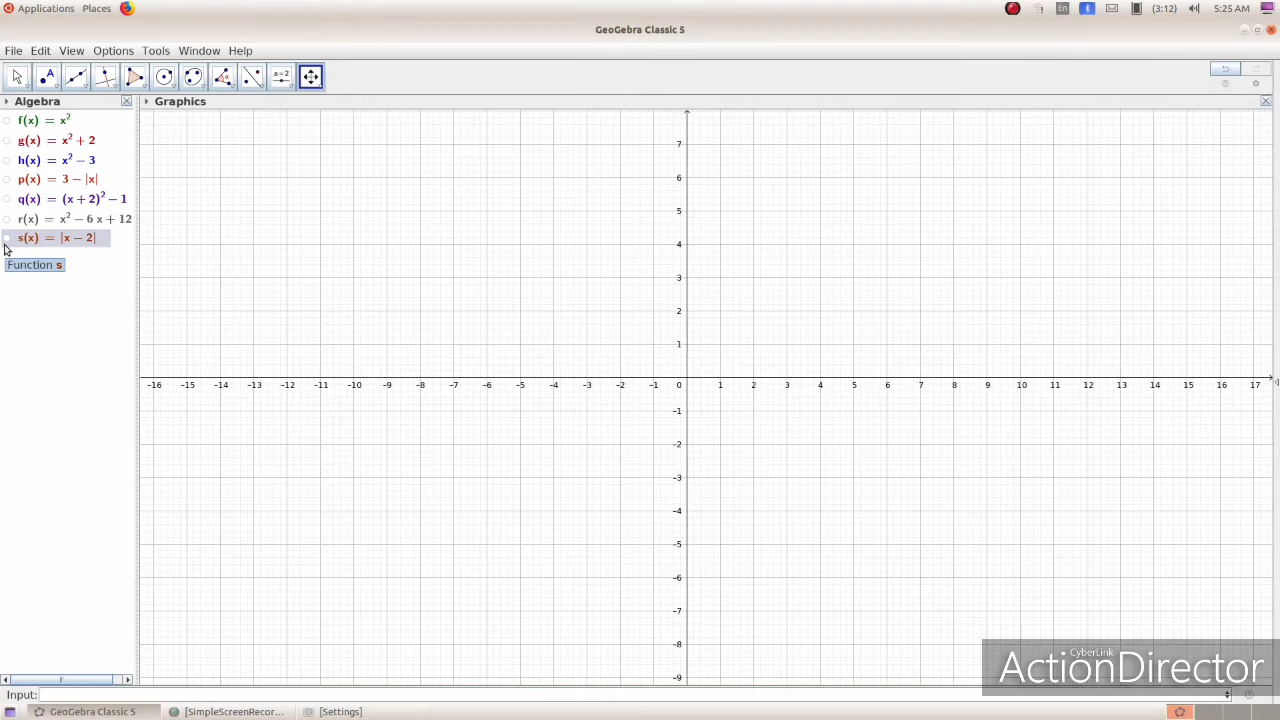 Applications Places En (3:12) 5:25 AM
GeoGebra Classic 5
File Edit View Options Tools Window Help
a=2
Algebra Graphics
f(x) = x²
g(x) = x² + 2
h(x) = x² − 3
p(x) = 3 − |x|
q(x) = (x + 2)² − 1
r(x) = x² − 6 x + 12
s(x) = |x − 2|
Function s
7
6
5
4
3
2
1
-16 -15 -14 -13 -12 -11 -10 -9 -8 -7 -6 -5 -4 -3 -2 -1 0 1 2 3 4 5 6 7 8 9 10 11 12 13 14 15 16 17
-1
-2
-3
-4
-5
-6
-7
-8
-9
CyberLink
ActionDirector
Input:
GeoGebra Classic 5 [SimpleScreenRecor... [Settings]